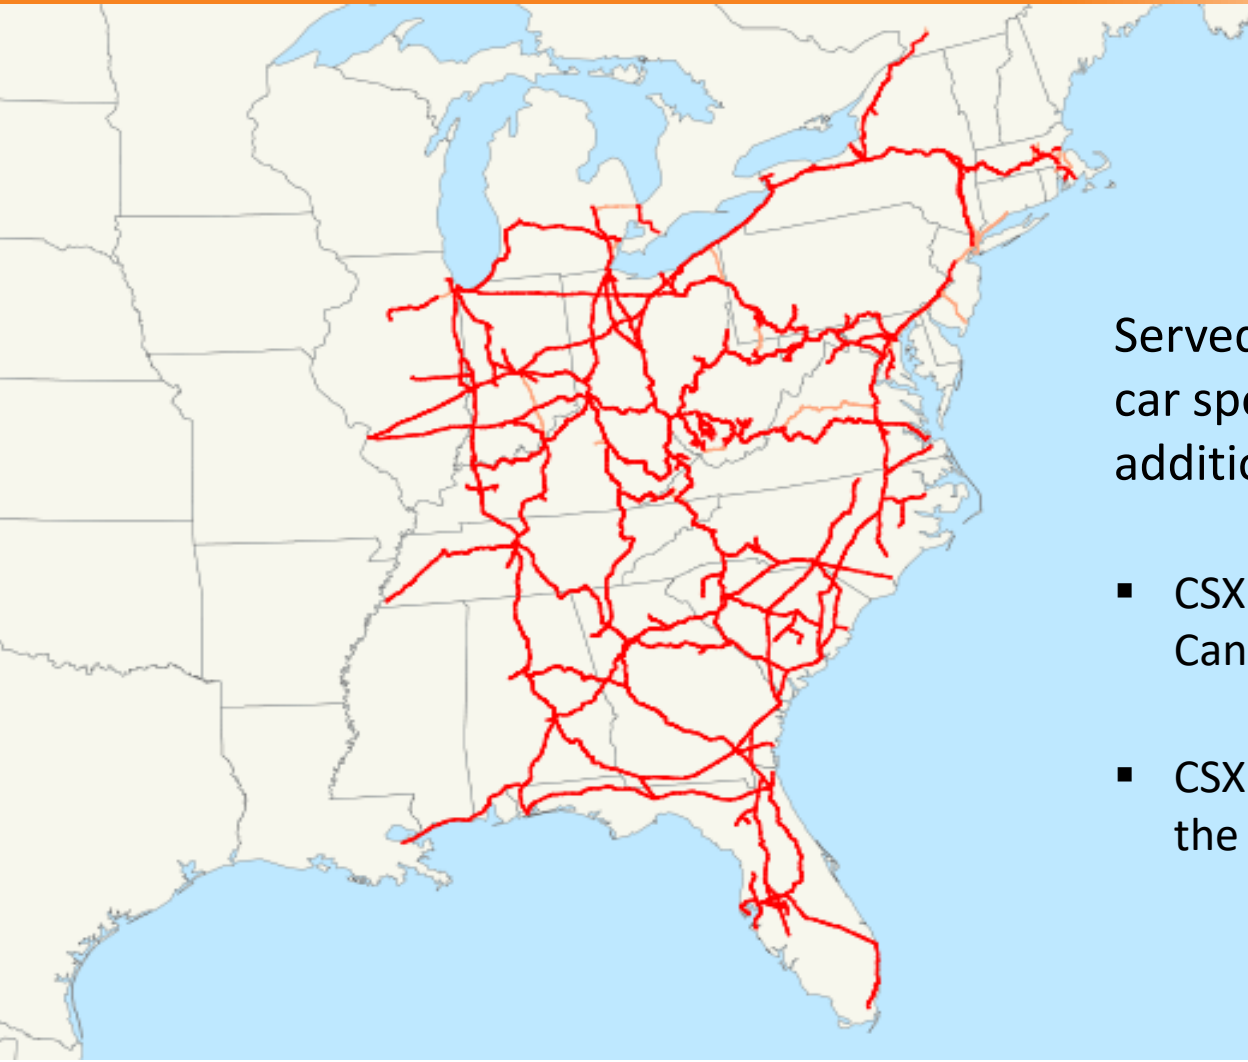 Served
car spe
additio
▪ CSX
Can
▪ CSX
the